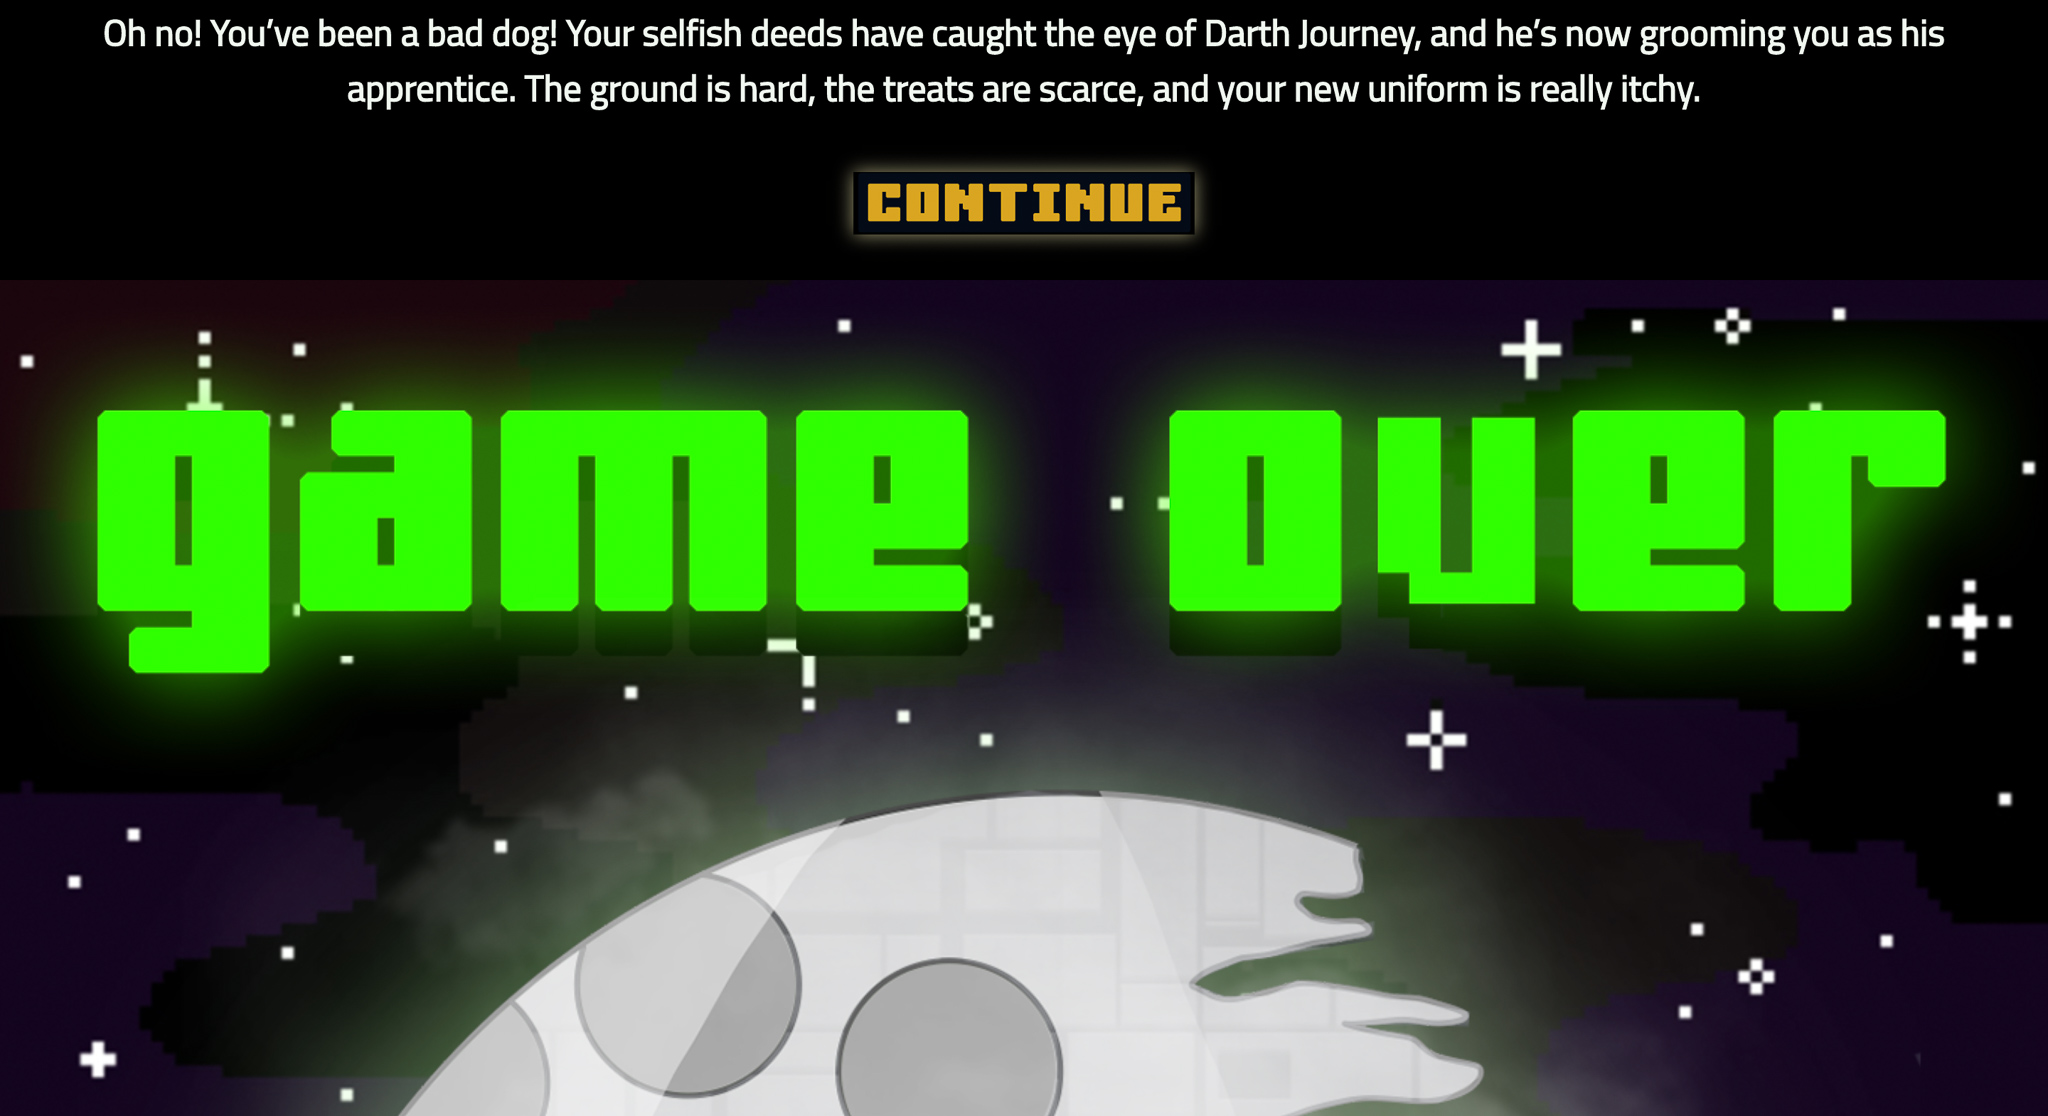 Oh no! You’ve been a bad dog! Your selfish deeds have caught the eye of Darth Journey, and he’s now grooming you as his
apprentice. The ground is hard, the treats are scarce, and your new uniform is really itchy.
CONTINUE
game over